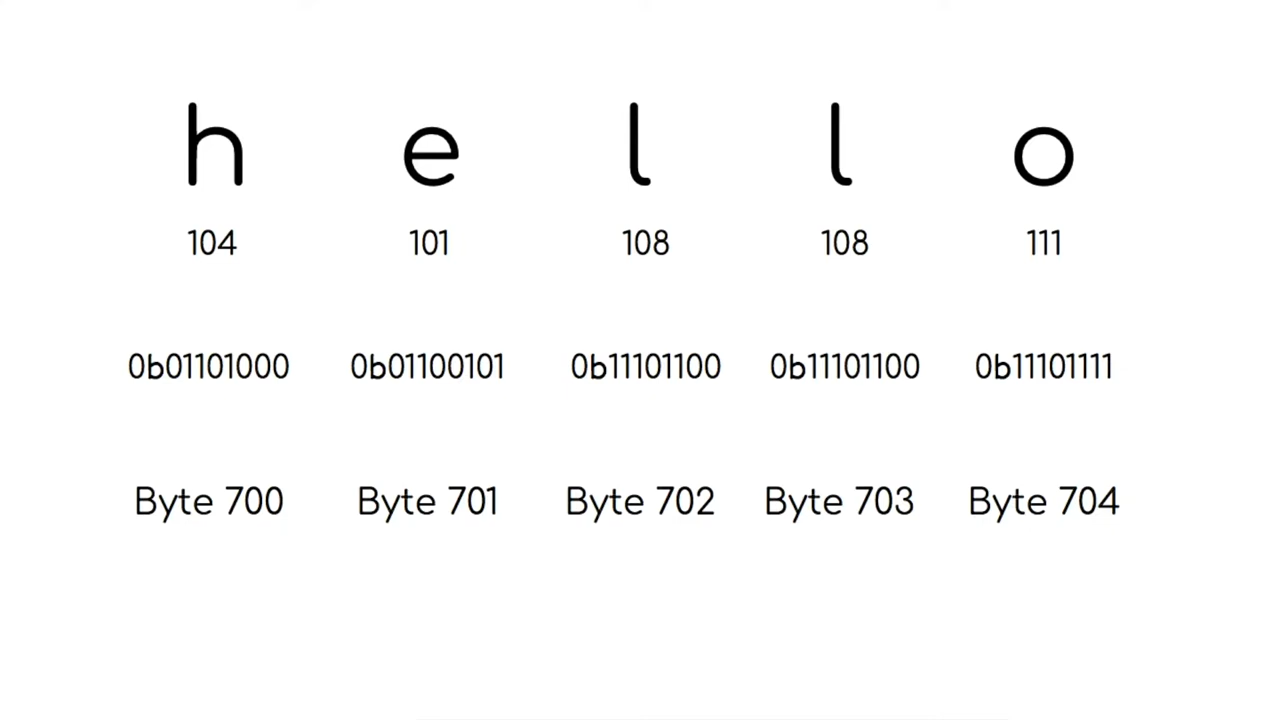 h e l l o
104 101 108 108 111
0b01101000 0b01100101 0b11101100 0b11101100 0b11101111
Byte 700 Byte 701 Byte 702 Byte 703 Byte 704